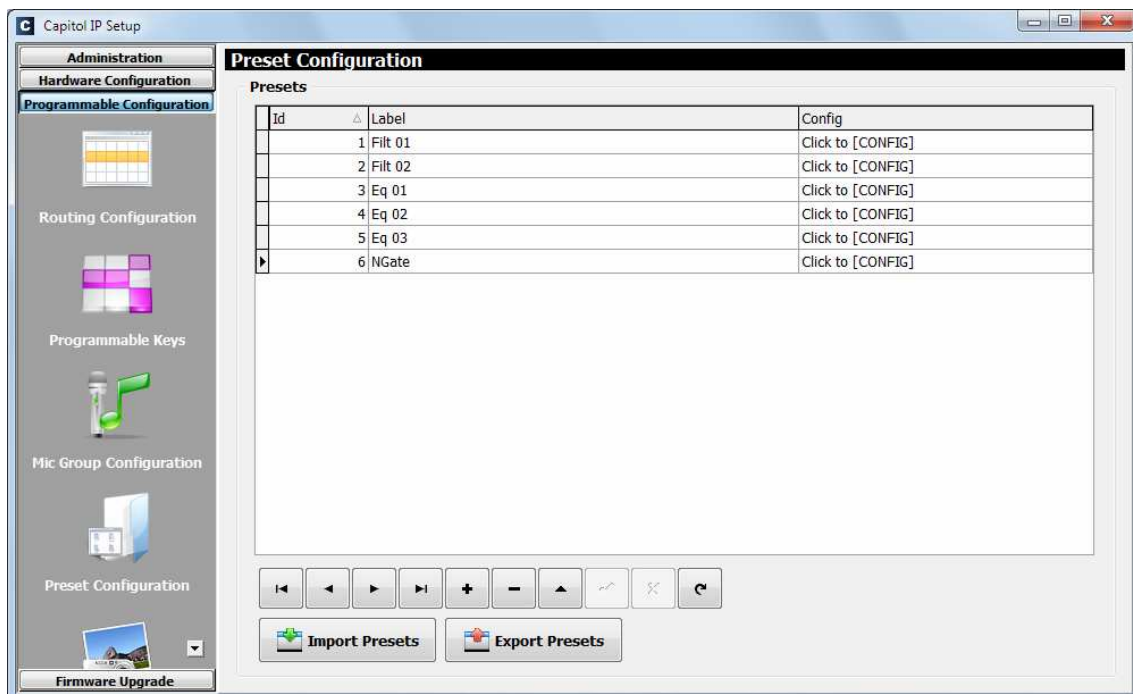 Capitol IP Setup
Administration
Hardware Configuration
Programmable Configuration
Routing Configuration
Programmable Keys
Mic Group Configuration
Preset Configuration
Firmware Upgrade
Preset Configuration
Presets
Id Label Config
1 Filt 01 Click to [CONFIG]
2 Filt 02 Click to [CONFIG]
3 Eq 01 Click to [CONFIG]
4 Eq 02 Click to [CONFIG]
5 Eq 03 Click to [CONFIG]
6 NGate Click to [CONFIG]
Import Presets Export Presets